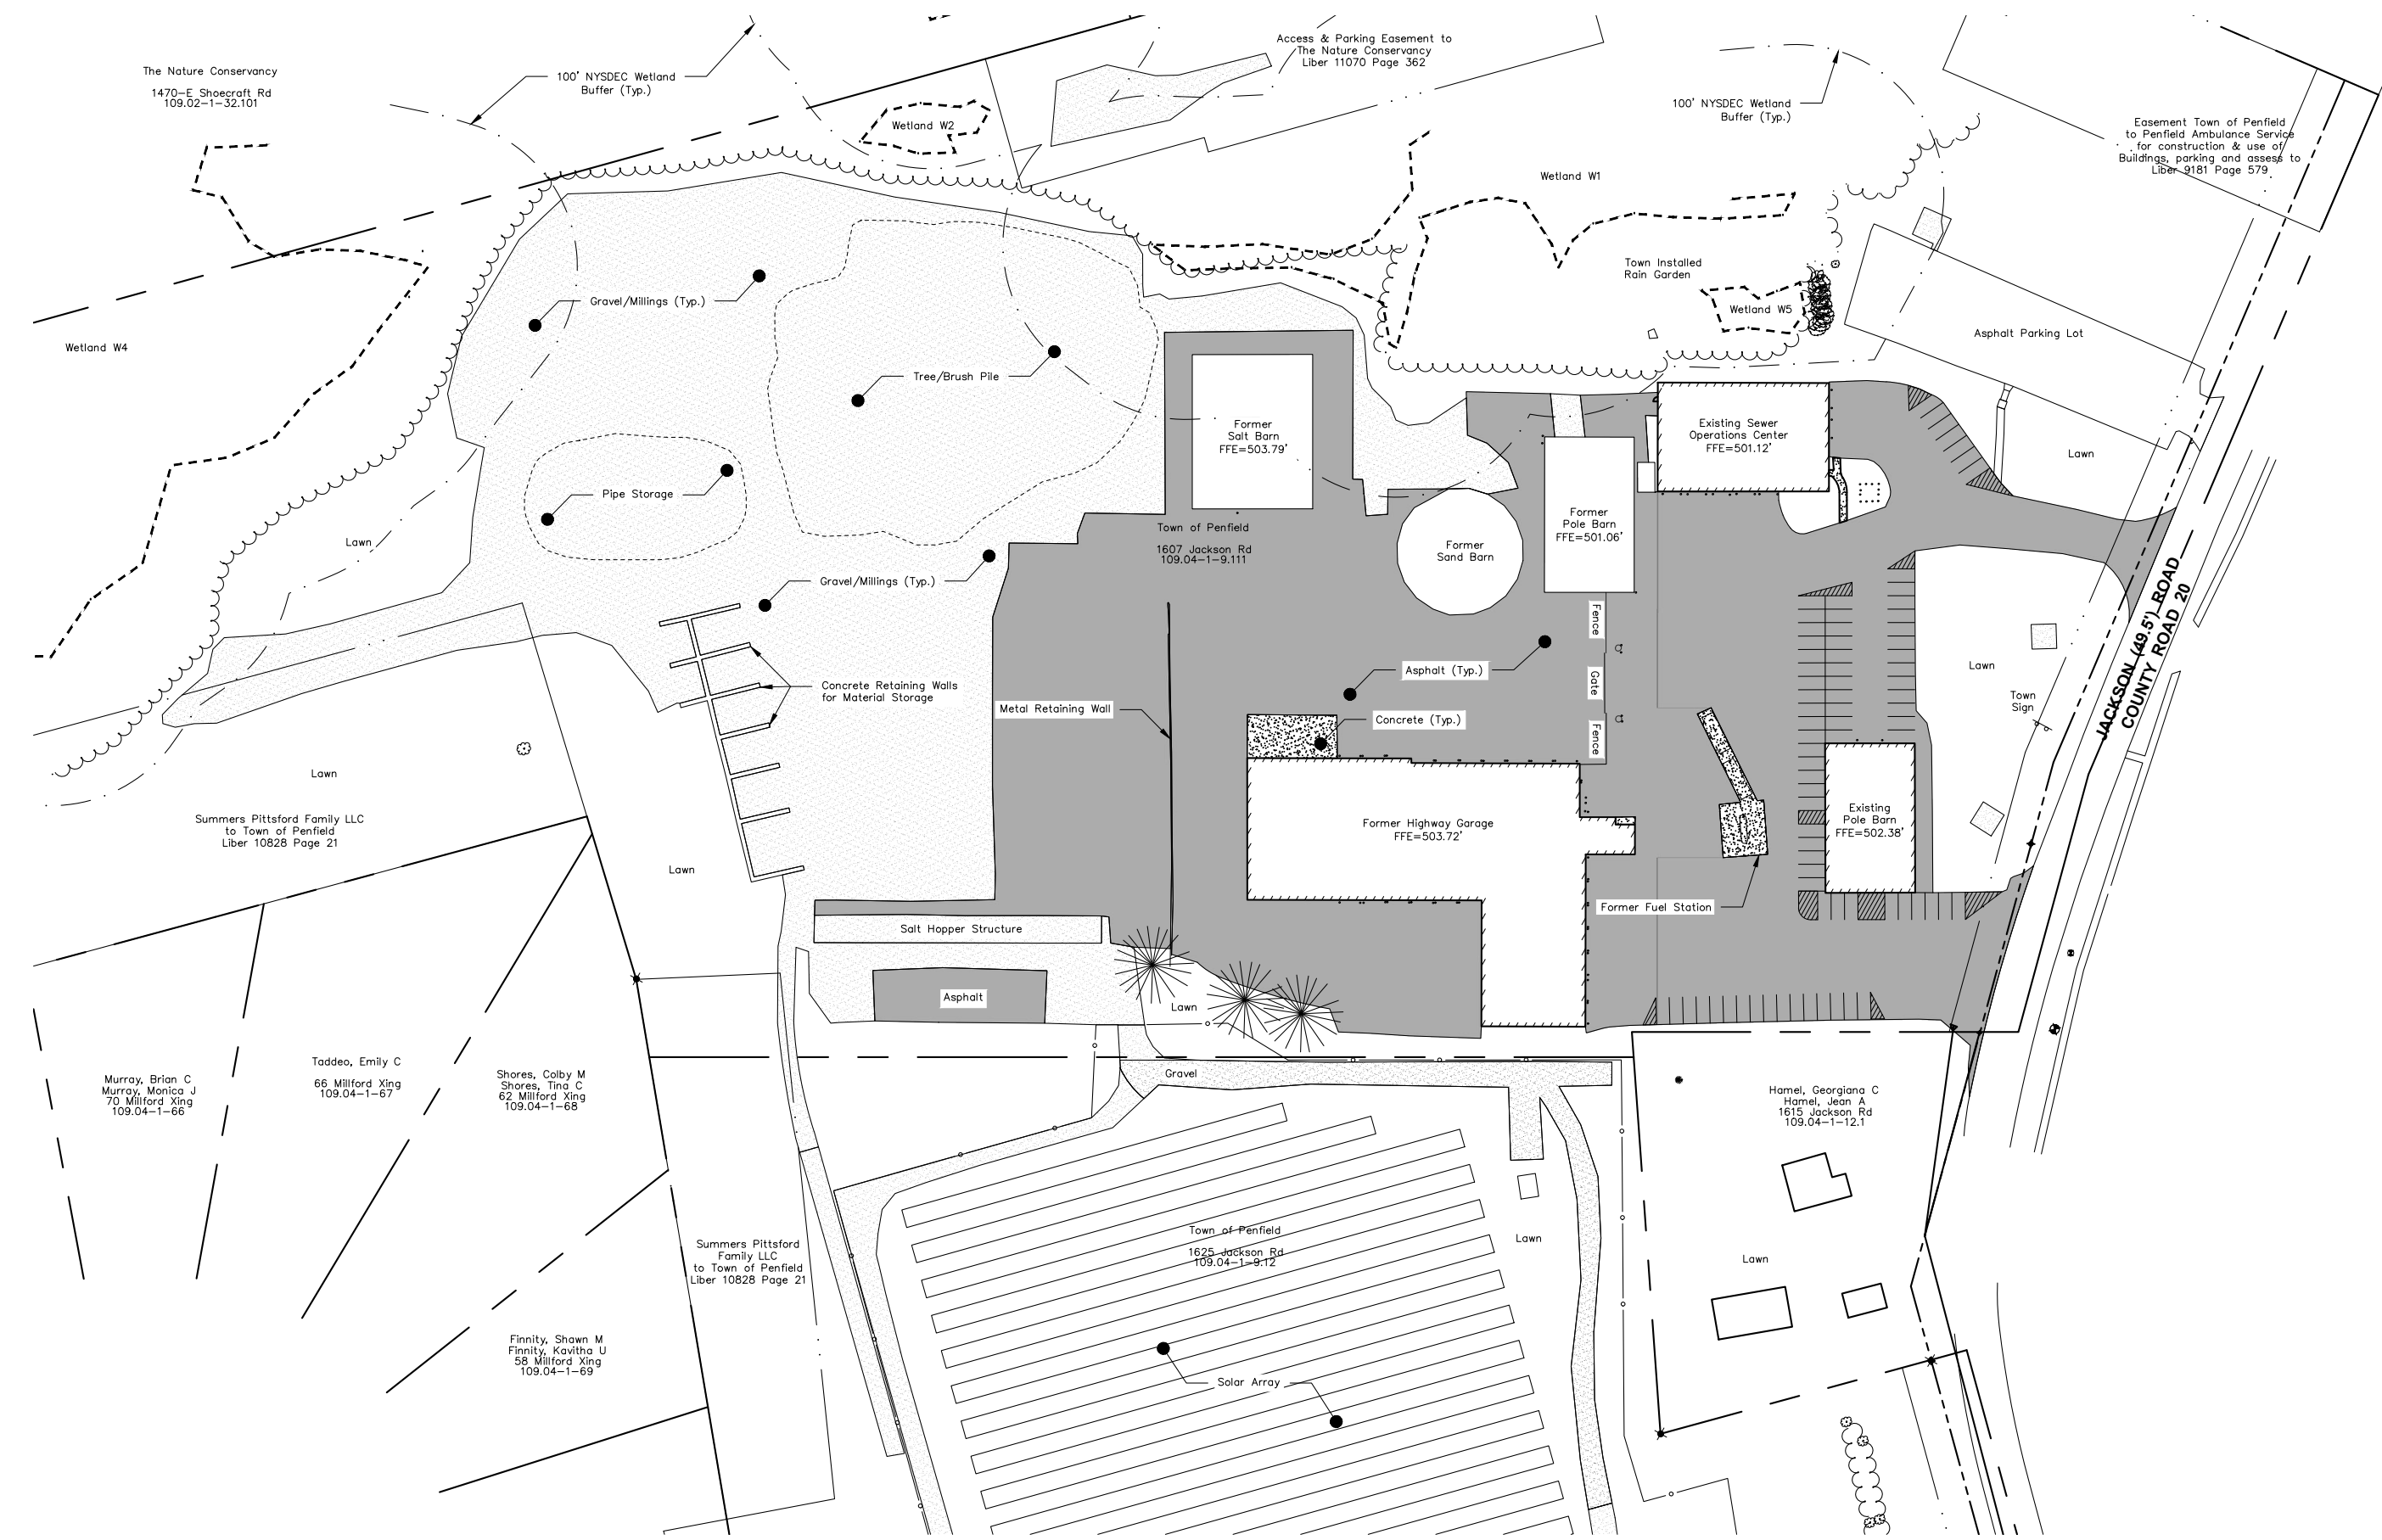 The Nature Conservancy
1470-E Shoecraft Rd
109.02-1-32.101
100' NYSDEC Wetland
Buffer (Typ.)
Access & Parking Easement to
The Nature Conservancy
Liber 11070 Page 362
100' NYSDEC Wetland
Buffer (Typ.)
Easement Town of Penfield
to Penfield Ambulance Service
for construction & use of
Buildings, parking and assess to
Liber 9181 Page 579
Wetland W2
Wetland W1
Town Installed
Rain Garden
Wetland W5
Wetland W4
Gravel/Millings (Typ.)
Asphalt Parking Lot
Tree/Brush Pile
Former
Salt Barn
FFE=503.79'
Existing Sewer
Operations Center
FFE=501.12'
Lawn
Pipe Storage
Lawn
Town of Penfield
1607 Jackson Rd
109.04-1-9.111
Former
Sand Barn
Former
Pole Barn
FFE=501.06'
Gravel/Millings (Typ.)
Fence
Gate
Fence
Asphalt (Typ.)
Lawn
Town
Sign
JACKSON (49.5') ROAD
COUNTY ROAD 20
Concrete Retaining Walls
for Material Storage
Metal Retaining Wall
Concrete (Typ.)
Lawn
Summers Pittsford Family LLC
to Town of Penfield
Liber 10828 Page 21
Former Highway Garage
FFE=503.72'
Existing
Pole Barn
FFE=502.38'
Lawn
Former Fuel Station
Salt Hopper Structure
Asphalt
Lawn
Gravel
Murray, Brian C
Murray, Monica J
70 Millford Xing
109.04-1-66
Taddeo, Emily C
66 Millford Xing
109.04-1-67
Shores, Colby M
Shores, Tina C
62 Millford Xing
109.04-1-68
Hamel, Georgiana C
Hamel, Jean A
1615 Jackson Rd
109.04-1-12.1
Summers Pittsford
Family LLC
to Town of Penfield
Liber 10828 Page 21
Town of Penfield
1625 Jackson Rd
109.04-1-9.12
Lawn
Lawn
Finnity, Shawn M
Finnity, Kavitha U
58 Millford Xing
109.04-1-69
Solar Array